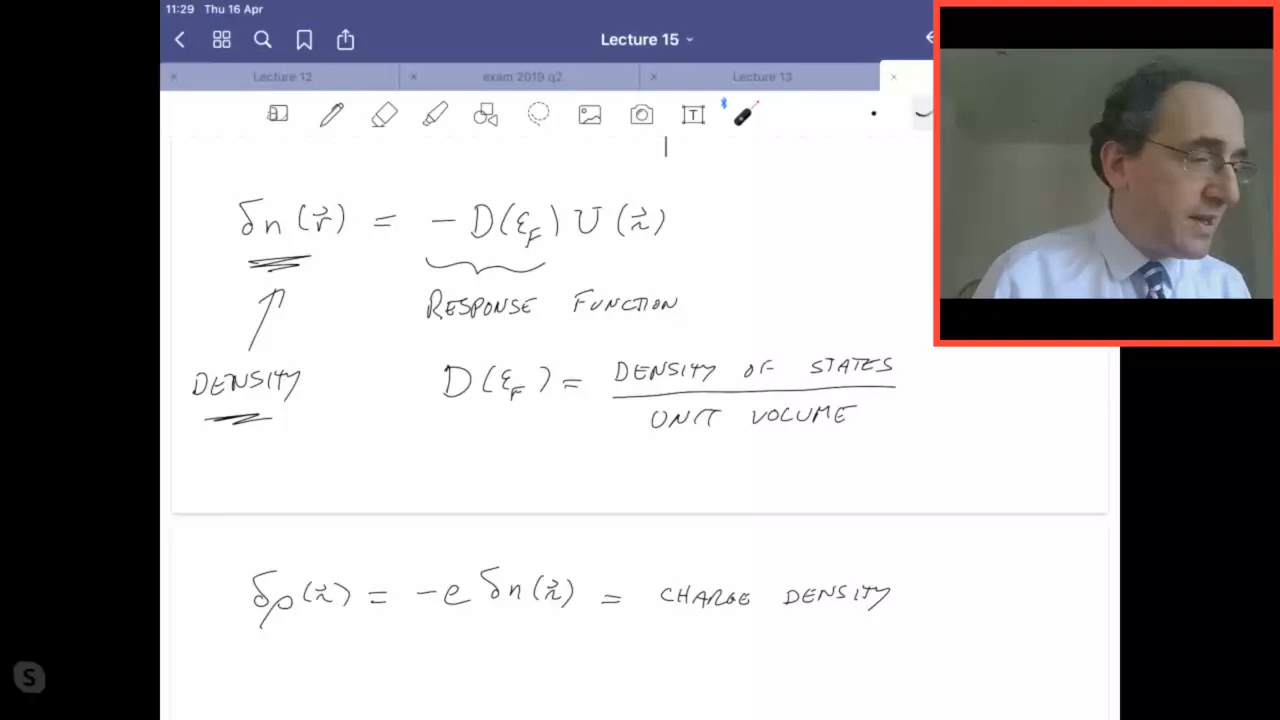 11:29 Thu 16 Apr
Lecture 15
Lecture 12
exam 2019 q2
Lecture 13
T
δn(r⃗) = - D(ε_F) U(r⃗)
RESPONSE FUNCTION
DENSITY
D(ε_F) = DENSITY OF STATES
UNIT VOLUME
δρ(r⃗) = -e δn(r⃗) = CHARGE DENSITY
S